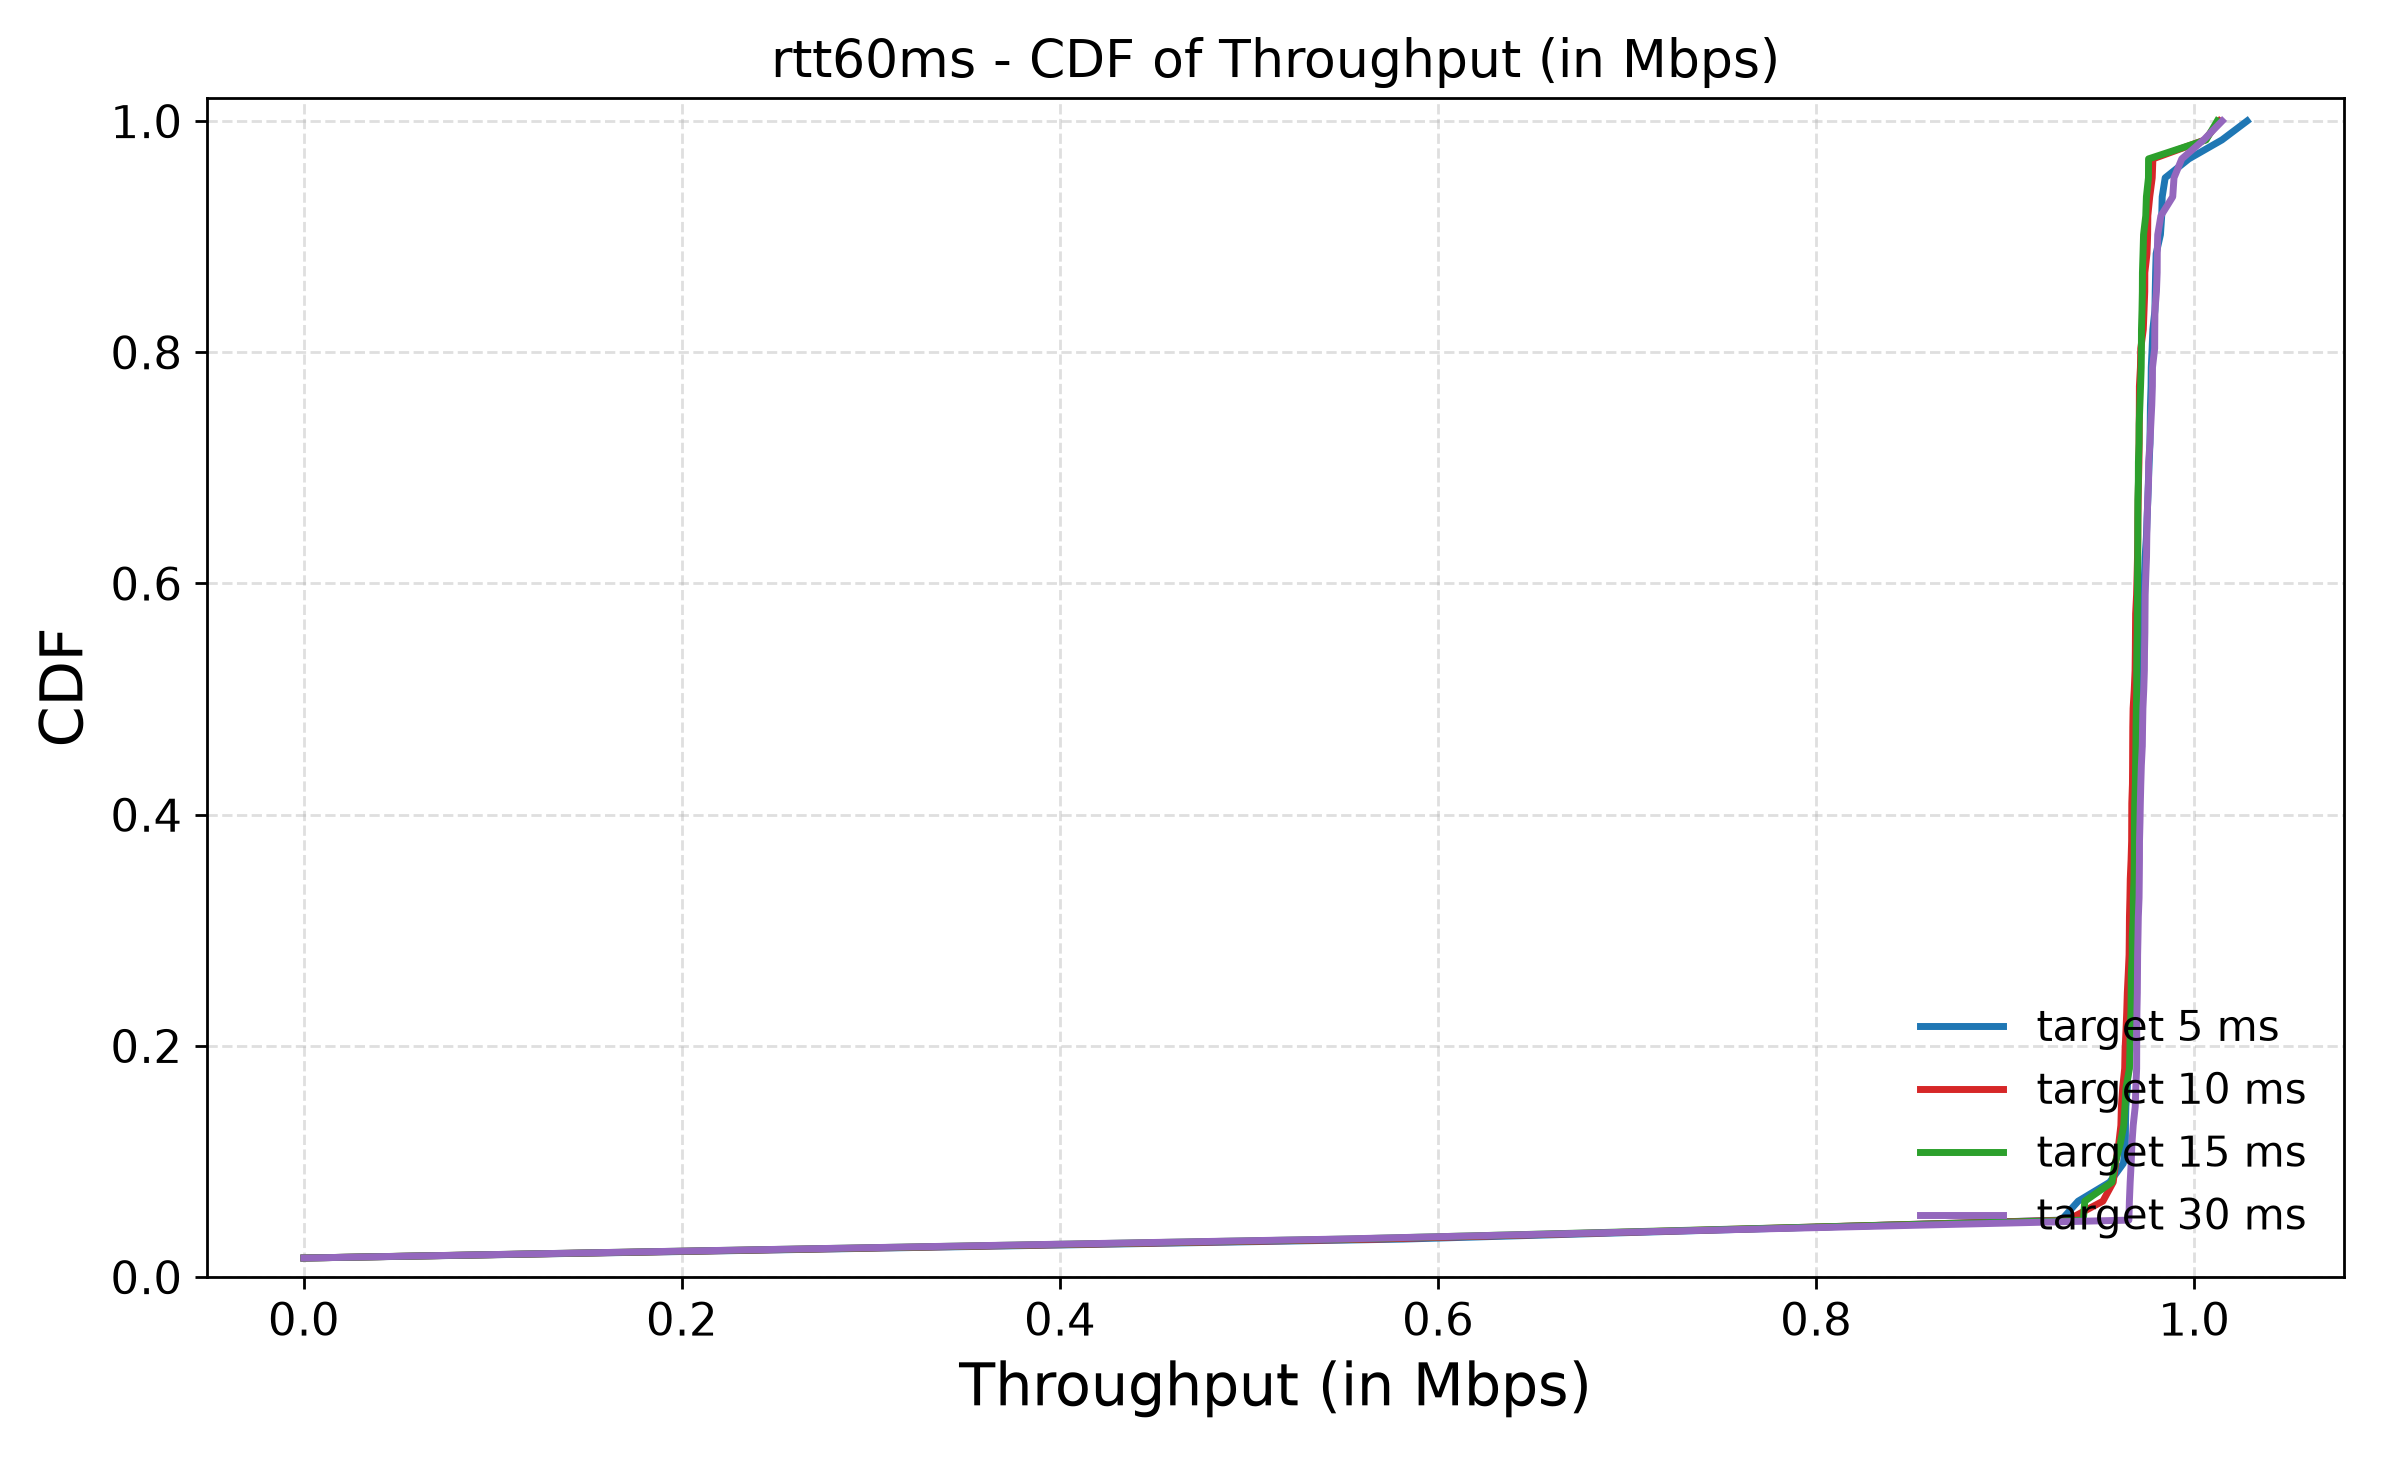 rtt60ms - CDF of Throughput (in Mbps)
CDF
1.0
0.8
0.6
0.4
0.2
0.0
target 5 ms
target 10 ms
target 15 ms
target 30 ms
0.0 0.2 0.4 0.6 0.8 1.0
Throughput (in Mbps)